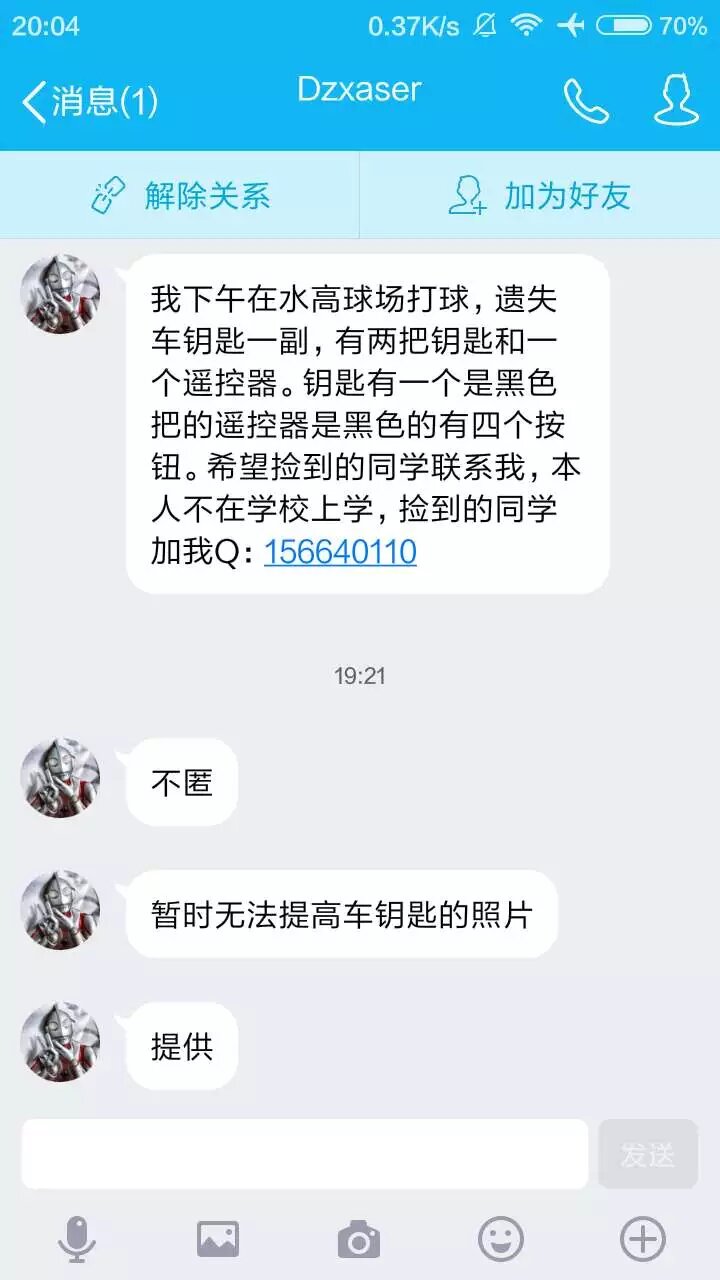 20:04 0.37K/s 70%
消息(1) Dzxaser
解除关系 加为好友
我下午在水高球场打球，遗失
车钥匙一副，有两把钥匙和一
个遥控器。钥匙有一个是黑色
把的遥控器是黑色的有四个按
钮。希望捡到的同学联系我，本
人不在学校上学，捡到的同学
加我Q：156640110
19:21
不匿
暂时无法提高车钥匙的照片
提供
发送